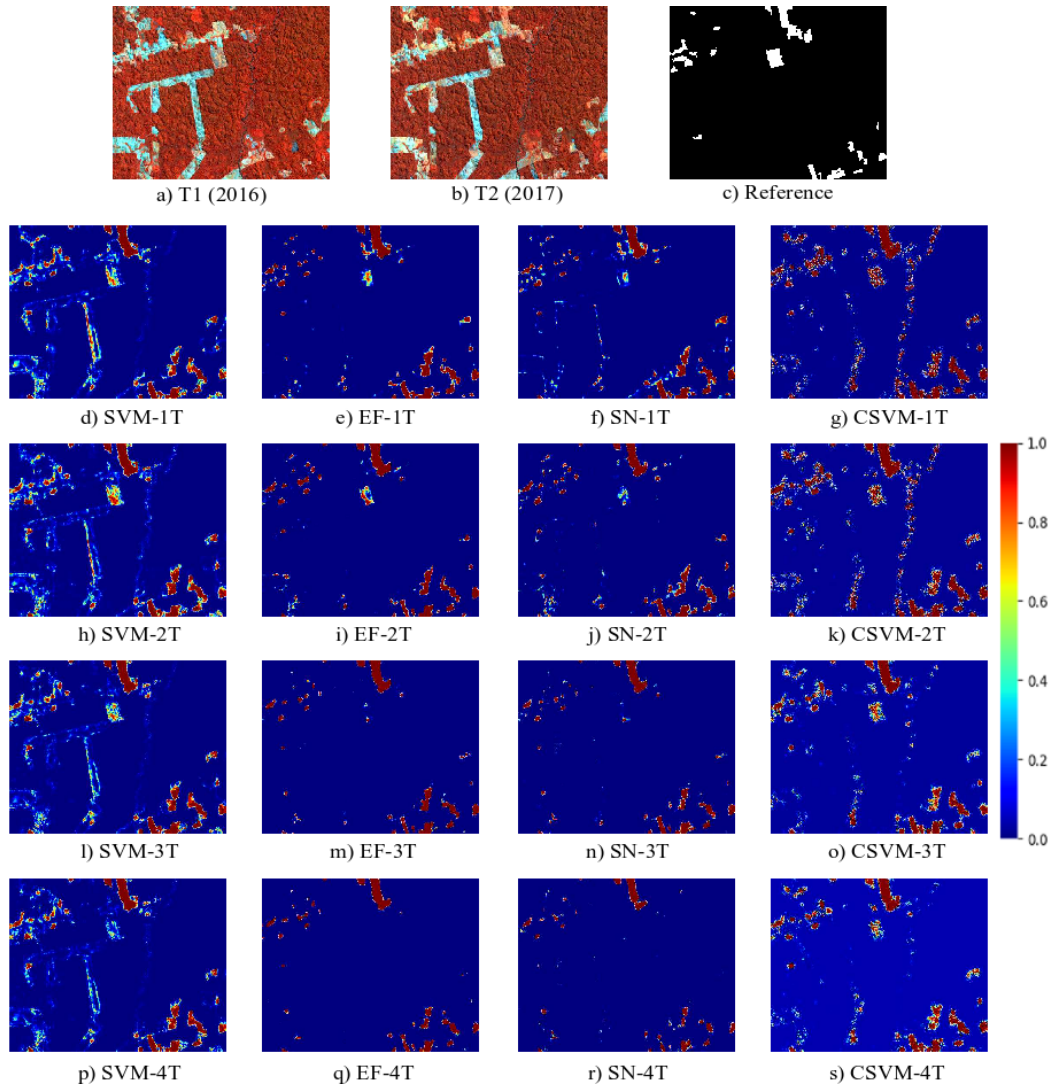 a) T1 (2016)
b) T2 (2017)
c) Reference
d) SVM-1T
e) EF-1T
f) SN-1T
g) CSVM-1T
h) SVM-2T
i) EF-2T
j) SN-2T
k) CSVM-2T
1.0
0.8
0.6
0.4
0.2
0.0
l) SVM-3T
m) EF-3T
n) SN-3T
o) CSVM-3T
p) SVM-4T
q) EF-4T
r) SN-4T
s) CSVM-4T